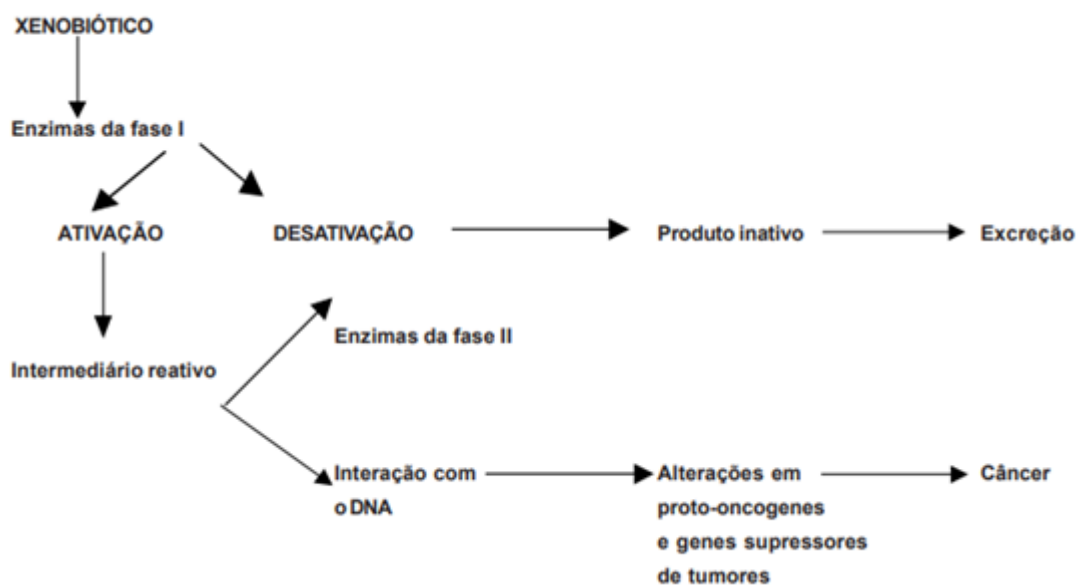 XENOBIÓTICO
Enzimas da fase I
ATIVAÇÃO
DESATIVAÇÃO
Produto inativo
Excreção
Enzimas da fase II
Intermediário reativo
Interação com
o DNA
Alterações em
proto-oncogenes
e genes supressores
de tumores
Câncer